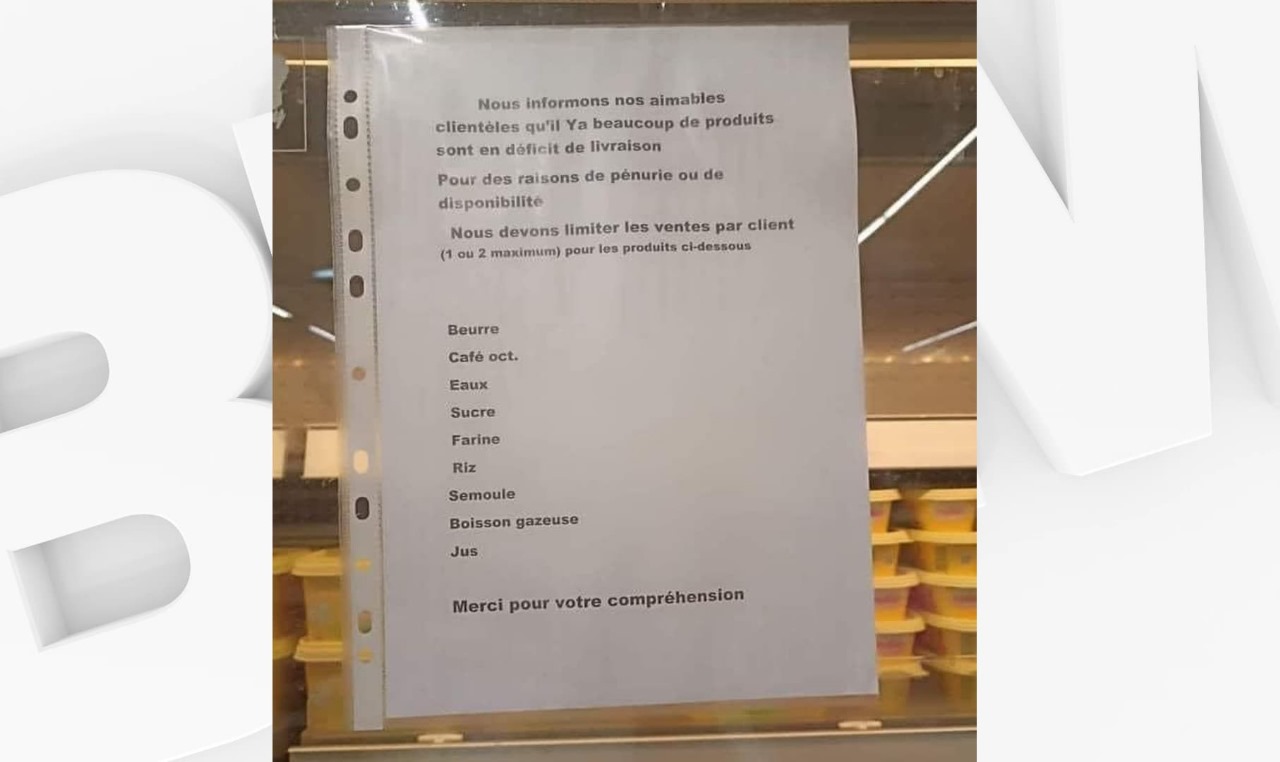 Nous informons nos aimables
clientèles qu'il Ya beaucoup de produits
sont en déficit de livraison
Pour des raisons de pénurie ou de
disponibilité
Nous devons limiter les ventes par client
(1 ou 2 maximum) pour les produits ci-dessous
Beurre
Café oct.
Eaux
Sucre
Farine
Riz
Semoule
Boisson gazeuse
Jus
Merci pour votre compréhension